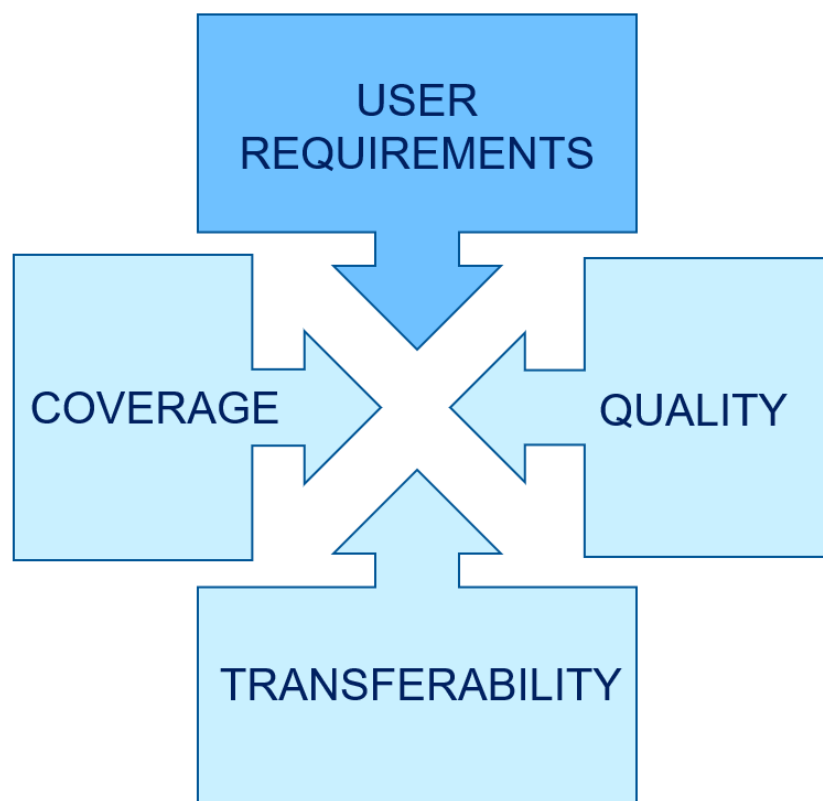 USER
REQUIREMENTS
COVERAGE
QUALITY
TRANSFERABILITY